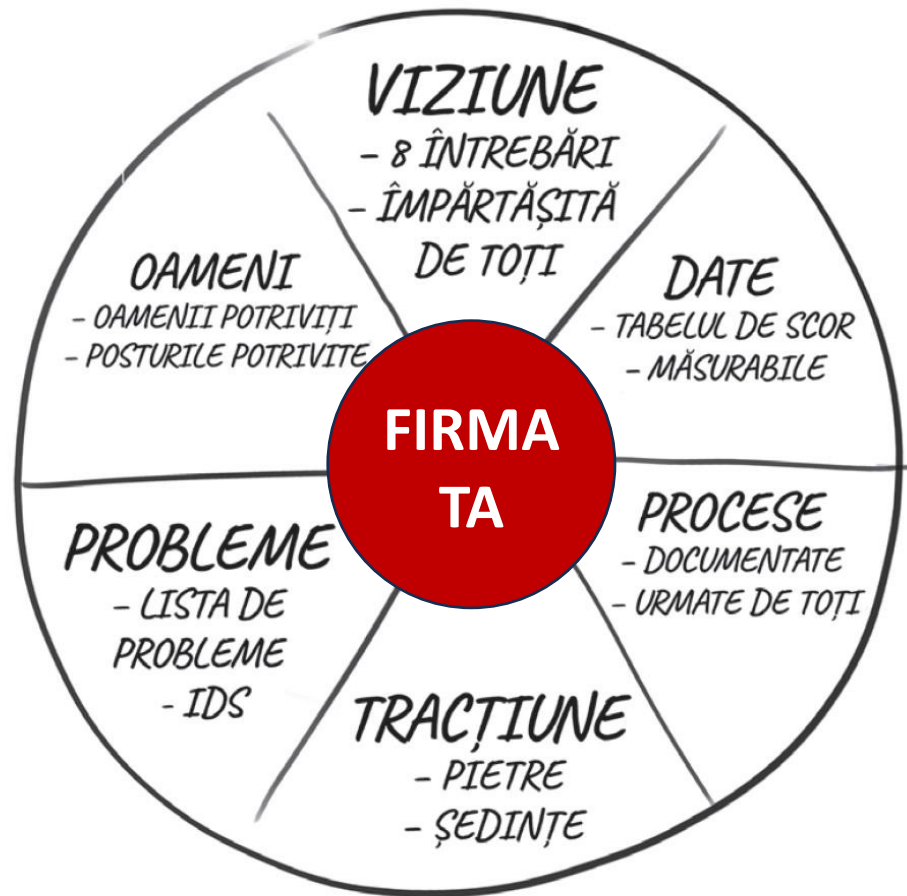 VIZIUNE
- 8 ÎNTREBĂRI
- ÎMPĂRTĂȘITĂ
DE TOȚI
DATE
- TABELUL DE SCOR
- MĂSURABILE
PROCESE
- DOCUMENTATE
- URMATE DE TOȚI
TRACȚIUNE
- PIETRE
- ȘEDINȚE
PROBLEME
- LISTA DE
PROBLEME
- IDS
OAMENI
- OAMENII POTRIVIȚI
- POSTURILE POTRIVITE
FIRMA
TA